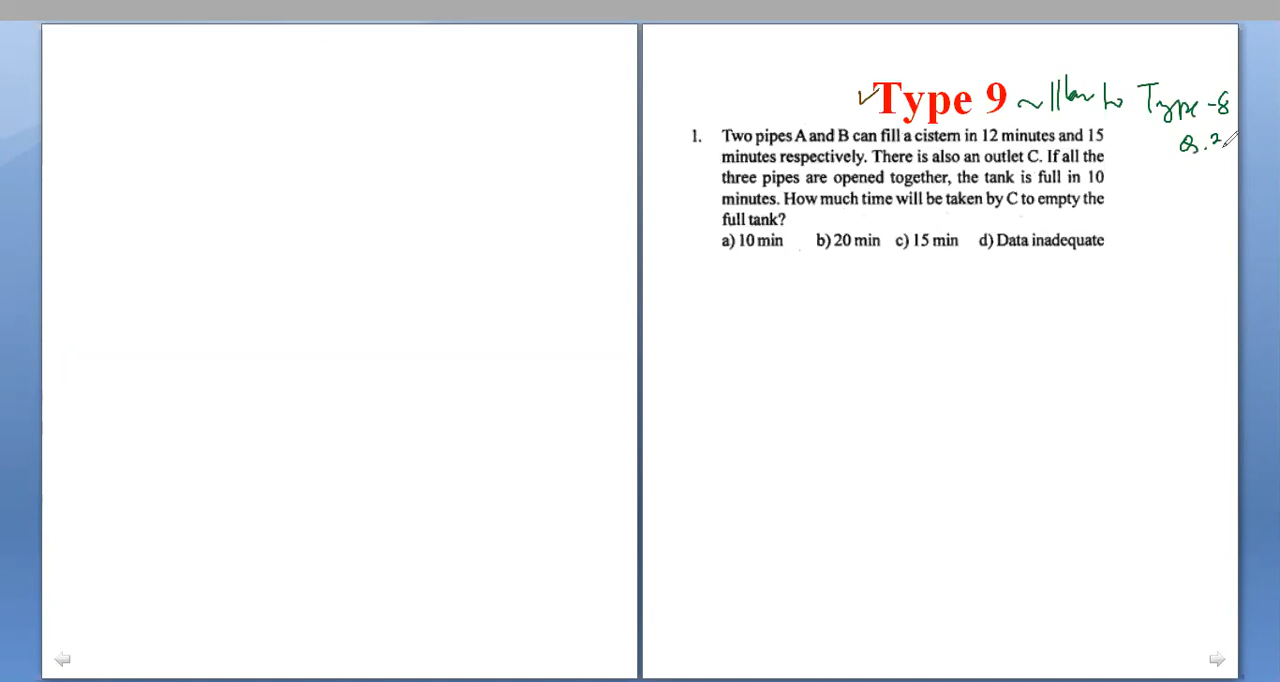 Type 9 ~ llar to Type -8
Q.2
1. Two pipes A and B can fill a cistern in 12 minutes and 15
minutes respectively. There is also an outlet C. If all the
three pipes are opened together, the tank is full in 10
minutes. How much time will be taken by C to empty the
full tank?
a) 10 min b) 20 min c) 15 min d) Data inadequate